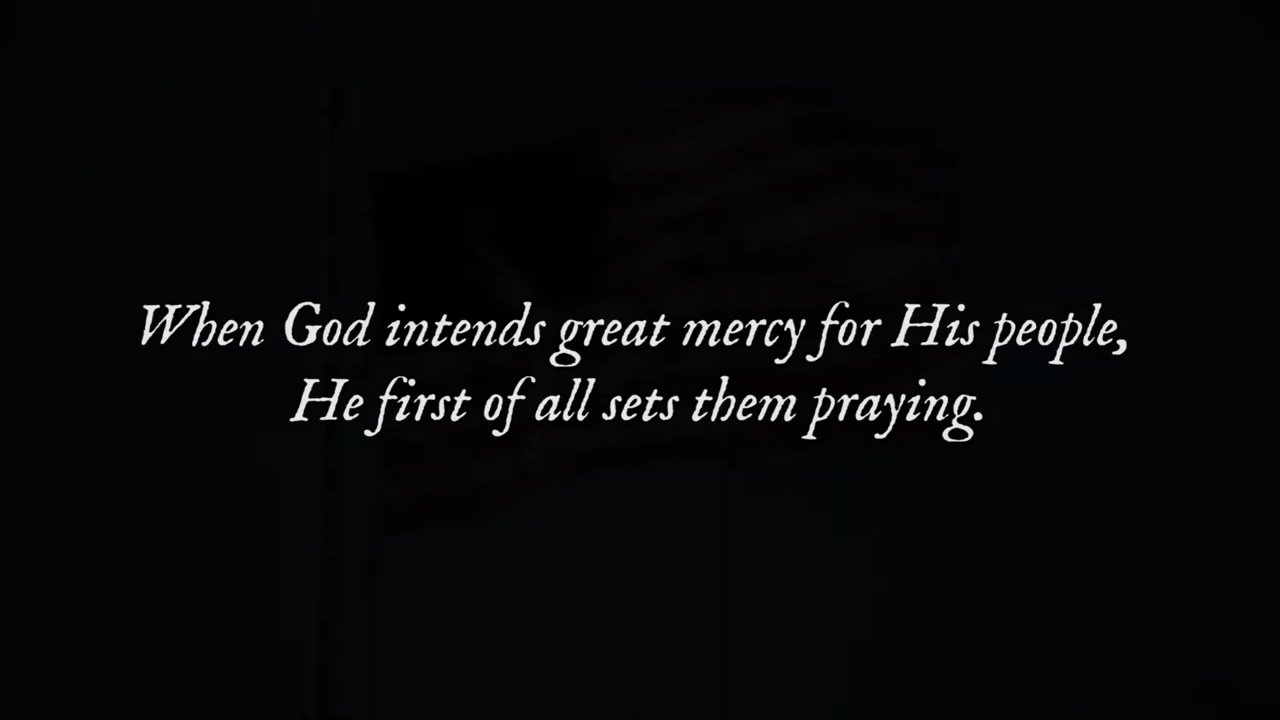 When God intends great mercy for His people,
He first of all sets them praying.